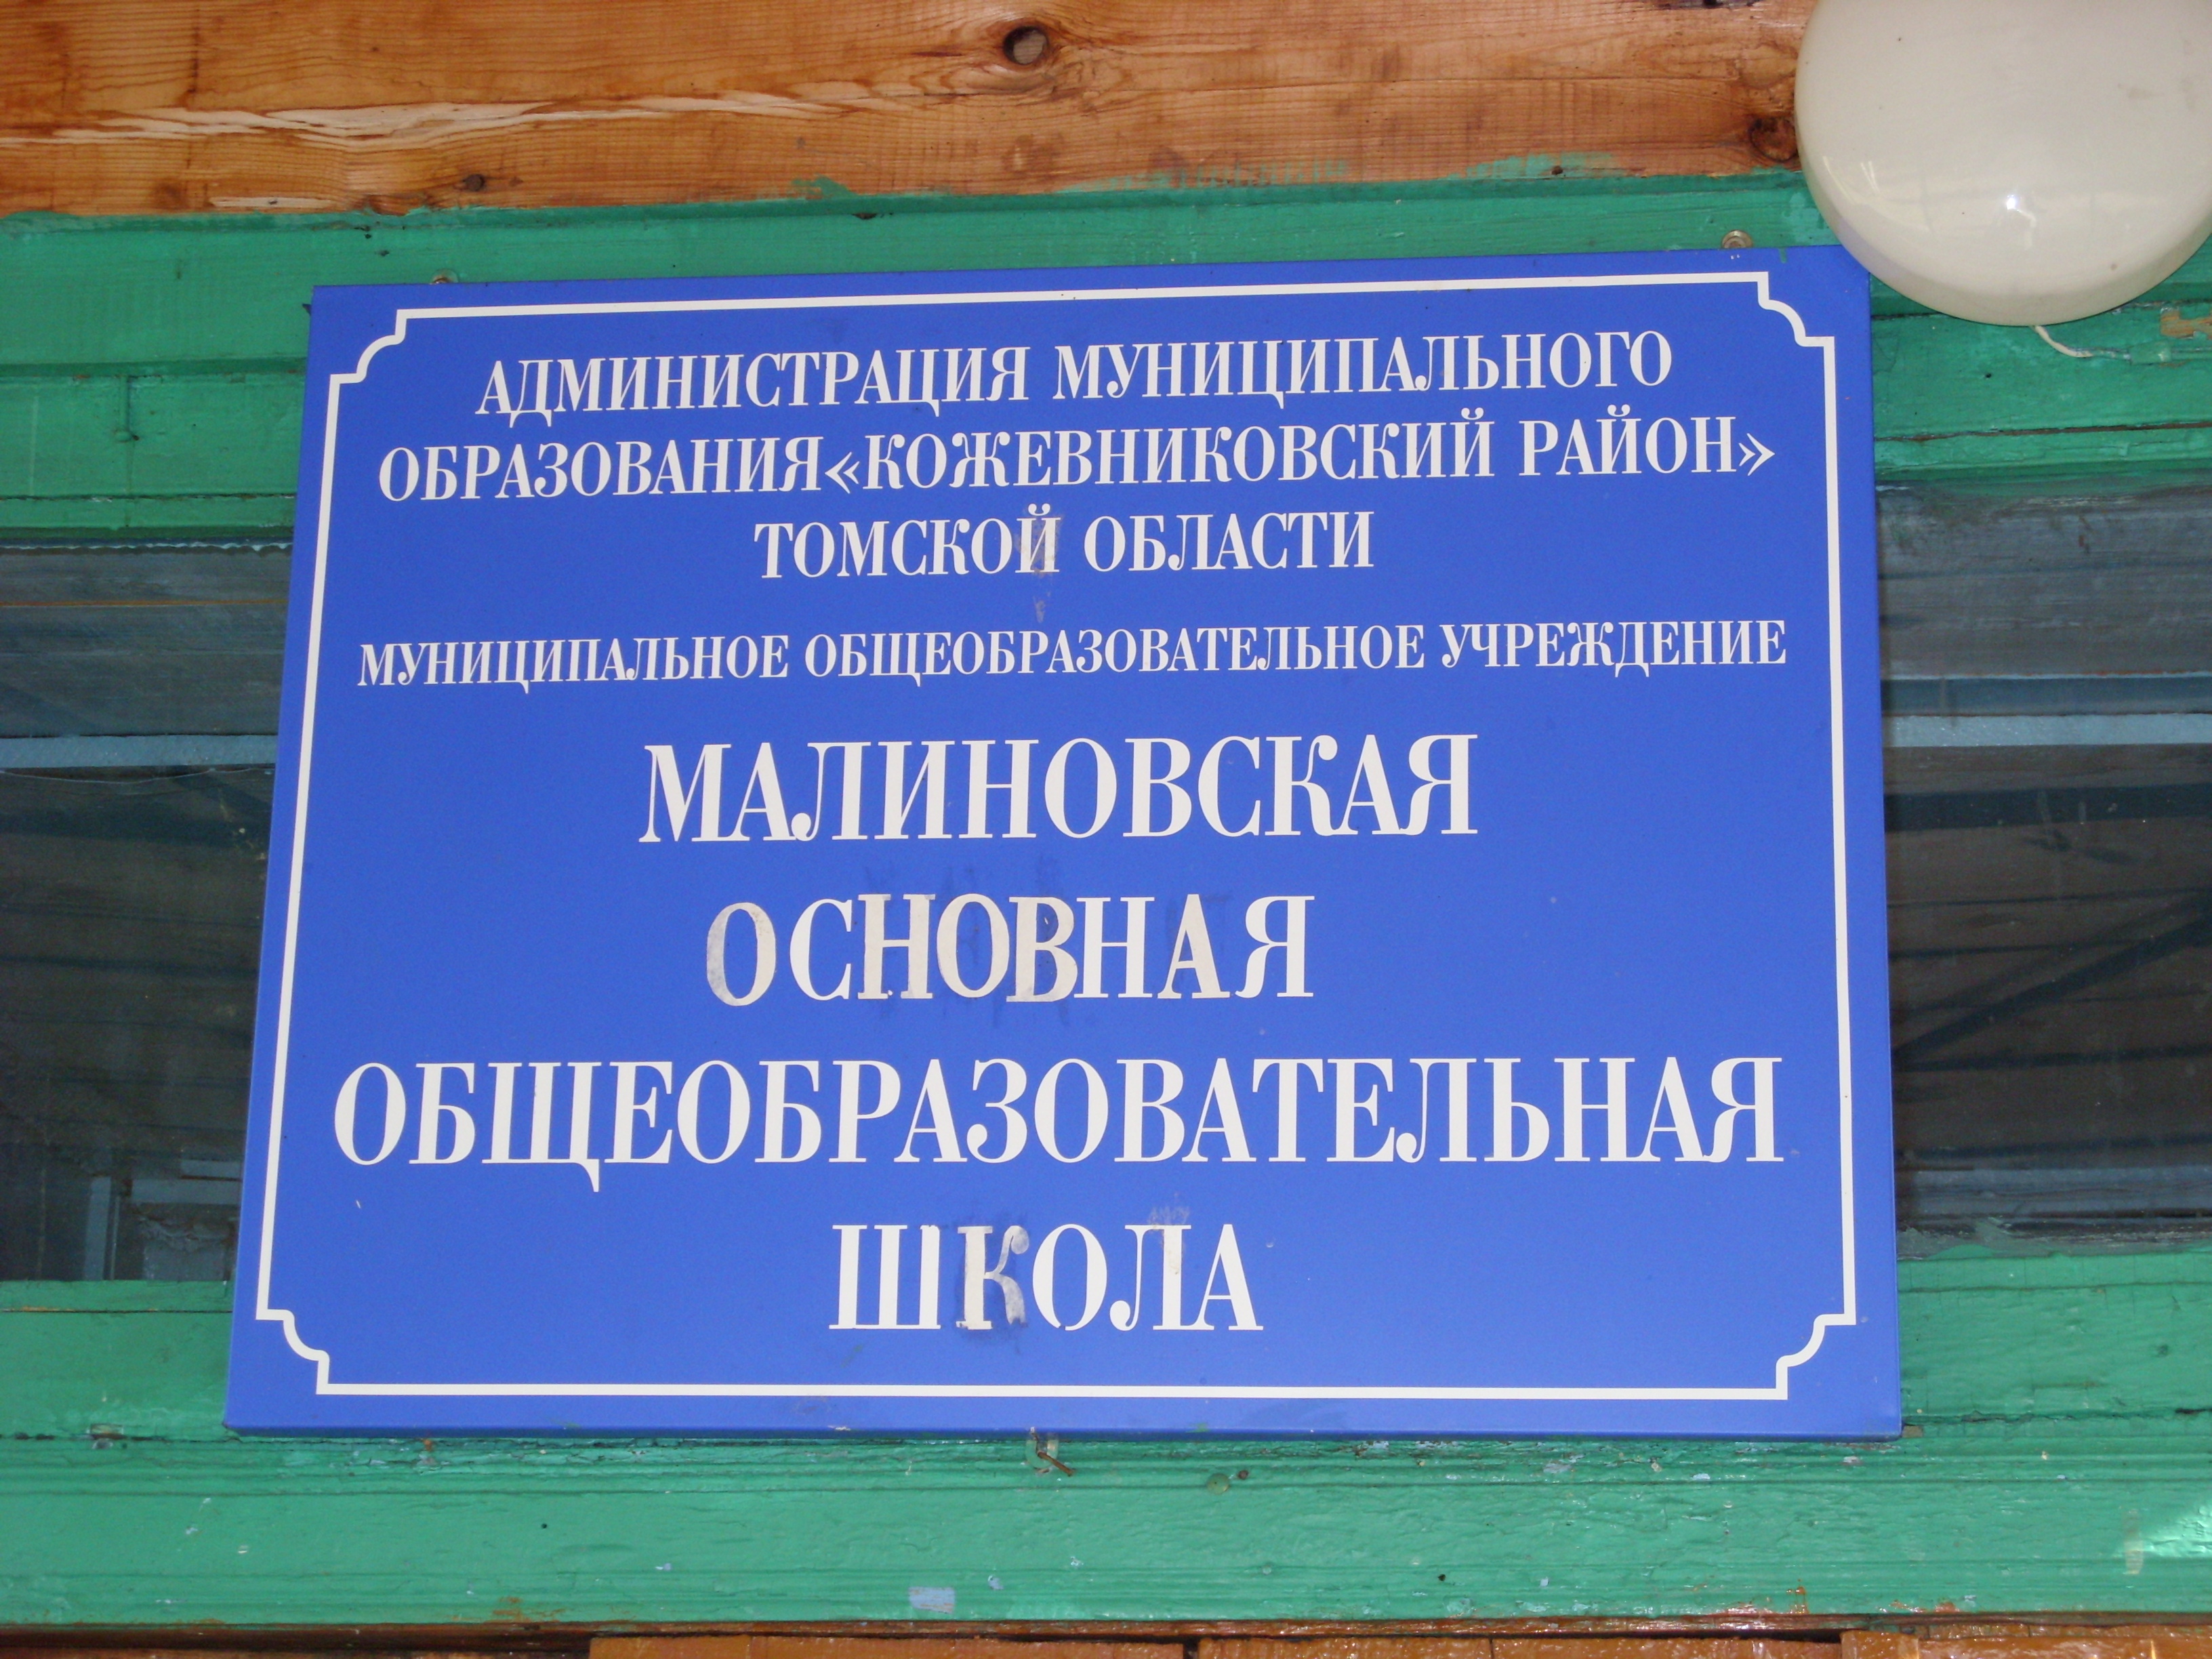 АДМИНИСТРАЦИЯ МУНИЦИПАЛЬНОГО
ОБРАЗОВАНИЯ«КОЖЕВНИКОВСКИЙ РАЙОН»
ТОМСКОЙ ОБЛАСТИ
МУНИЦИПАЛЬНОЕ ОБЩЕОБРАЗОВАТЕЛЬНОЕ УЧРЕЖДЕНИЕ
МАЛИНОВСКАЯ
ОСНОВНАЯ
ОБЩЕОБРАЗОВАТЕЛЬНАЯ
ШКОЛА